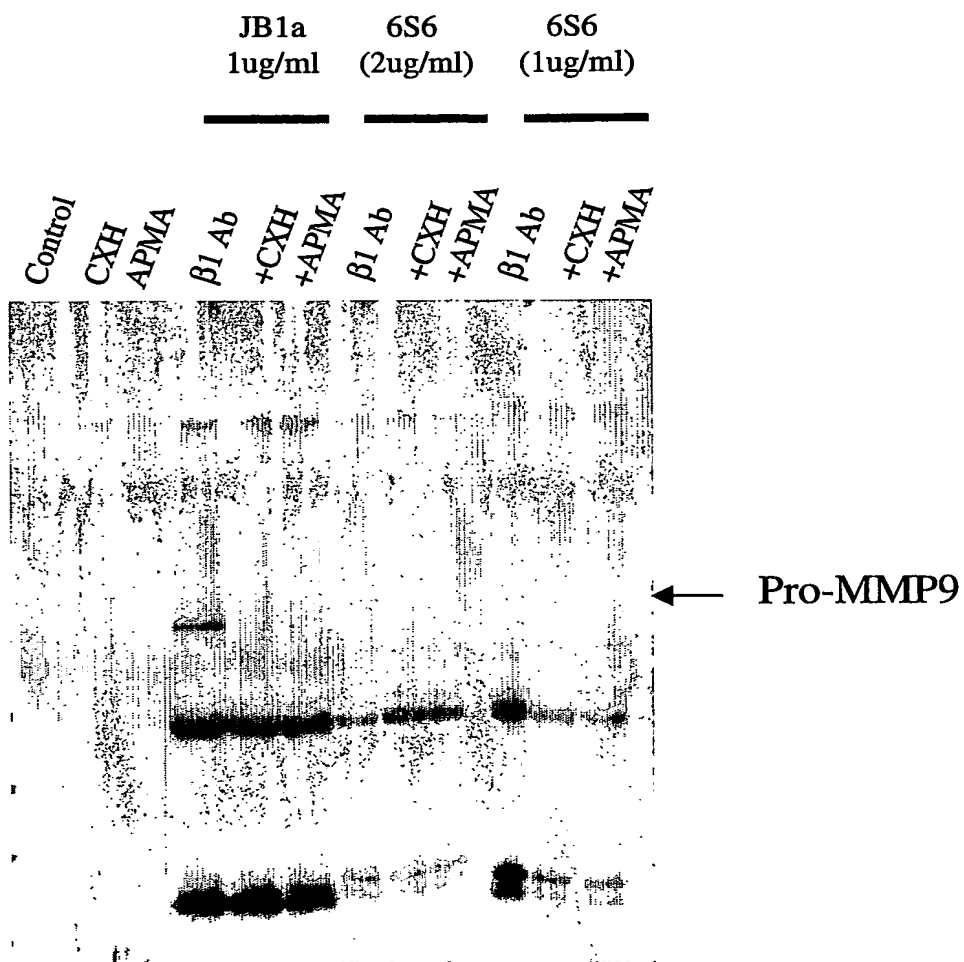 JB1a 6S6 6S6
1ug/ml (2ug/ml) (1ug/ml)
Control CXH APMA β1 Ab +CXH +APMA β1 Ab +CXH +APMA β1 Ab +CXH +APMA
Pro-MMP9